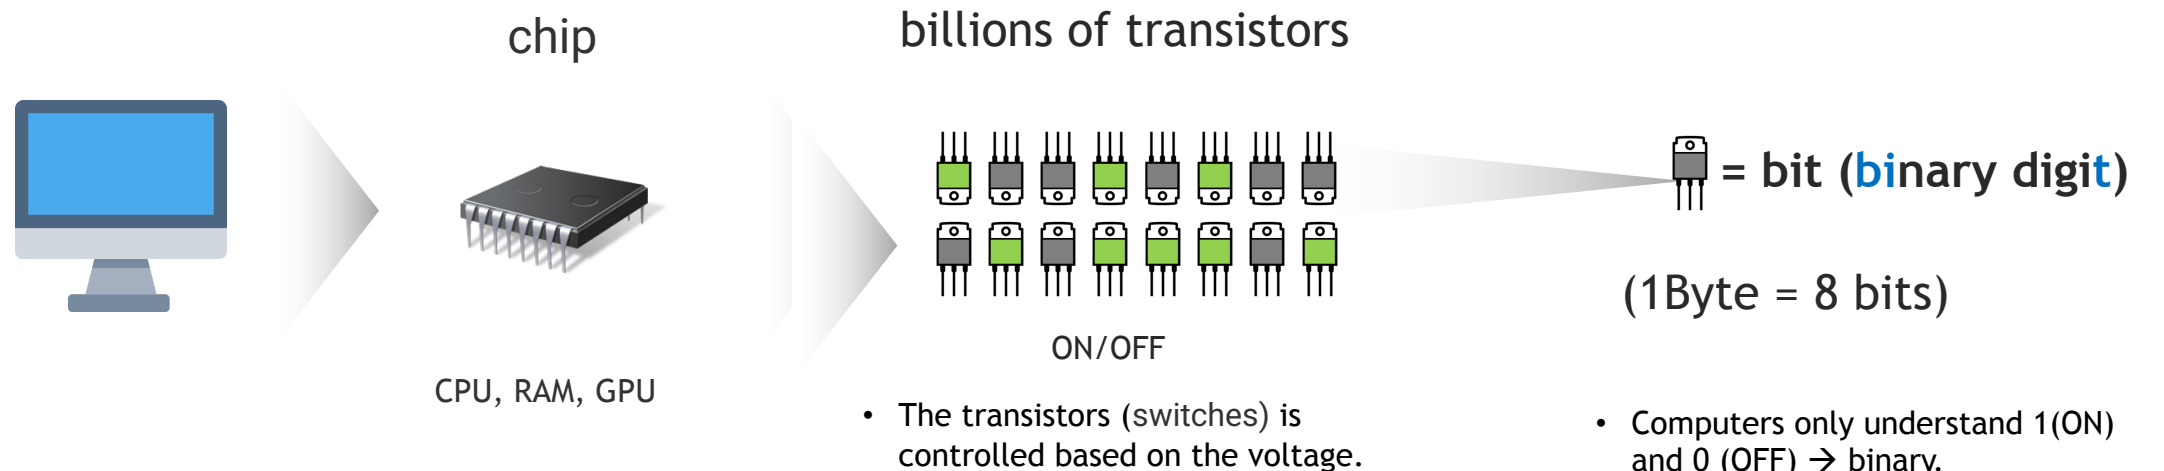 chip
CPU, RAM, GPU
billions of transistors
ON/OFF
• The transistors (switches) is
controlled based on the voltage.
= bit (binary digit)
(1Byte = 8 bits)
• Computers only understand 1(ON)
and 0 (OFF) → binary.